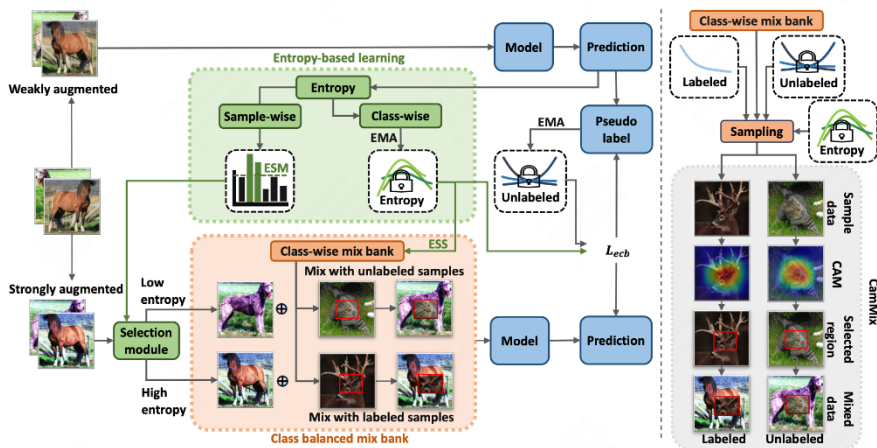 Weakly augmented
Entropy-based learning
Entropy
Sample-wise
Class-wise
ESM
EMA
Entropy
Model
Prediction
EMA
Pseudo
label
Unlabeled
ESS
L_ecb
Strongly augmented
Selection
module
Low
entropy
High
entropy
Class-wise mix bank
Mix with unlabeled samples
Mix with labeled samples
Class balanced mix bank
Model
Prediction
Class-wise mix bank
Labeled
Unlabeled
Sampling
Entropy
Sample
data
CAM
Selected
region
Mixed
data
CamMix
Labeled
Unlabeled